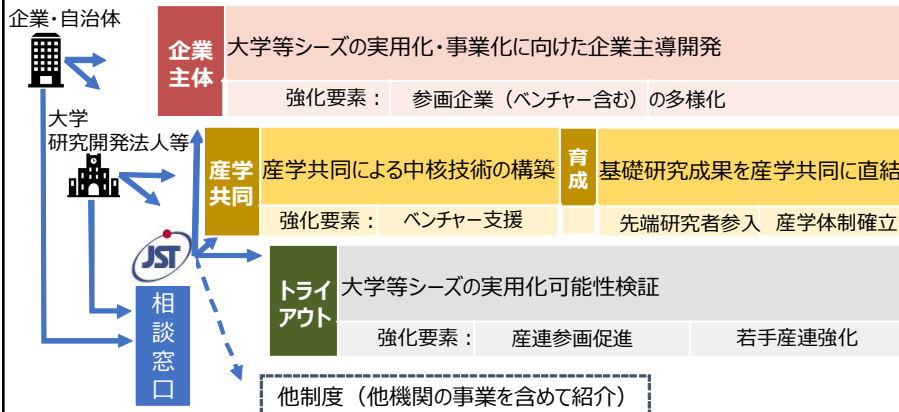 企業・自治体
企業
主体
大学等シーズの実用化・事業化に向けた企業主導開発
強化要素： 参画企業（ベンチャー含む）の多様化
大学
研究開発法人等
産学
共同
産学共同による中核技術の構築
育
成
基礎研究成果を産学共同に直結
強化要素： ベンチャー支援
先端研究者参入 産学体制確立
JST
トライ
アウト
大学等シーズの実用化可能性検証
強化要素： 産連参画促進 若手産連強化
相
談
窓
口
他制度（他機関の事業を含めて紹介）